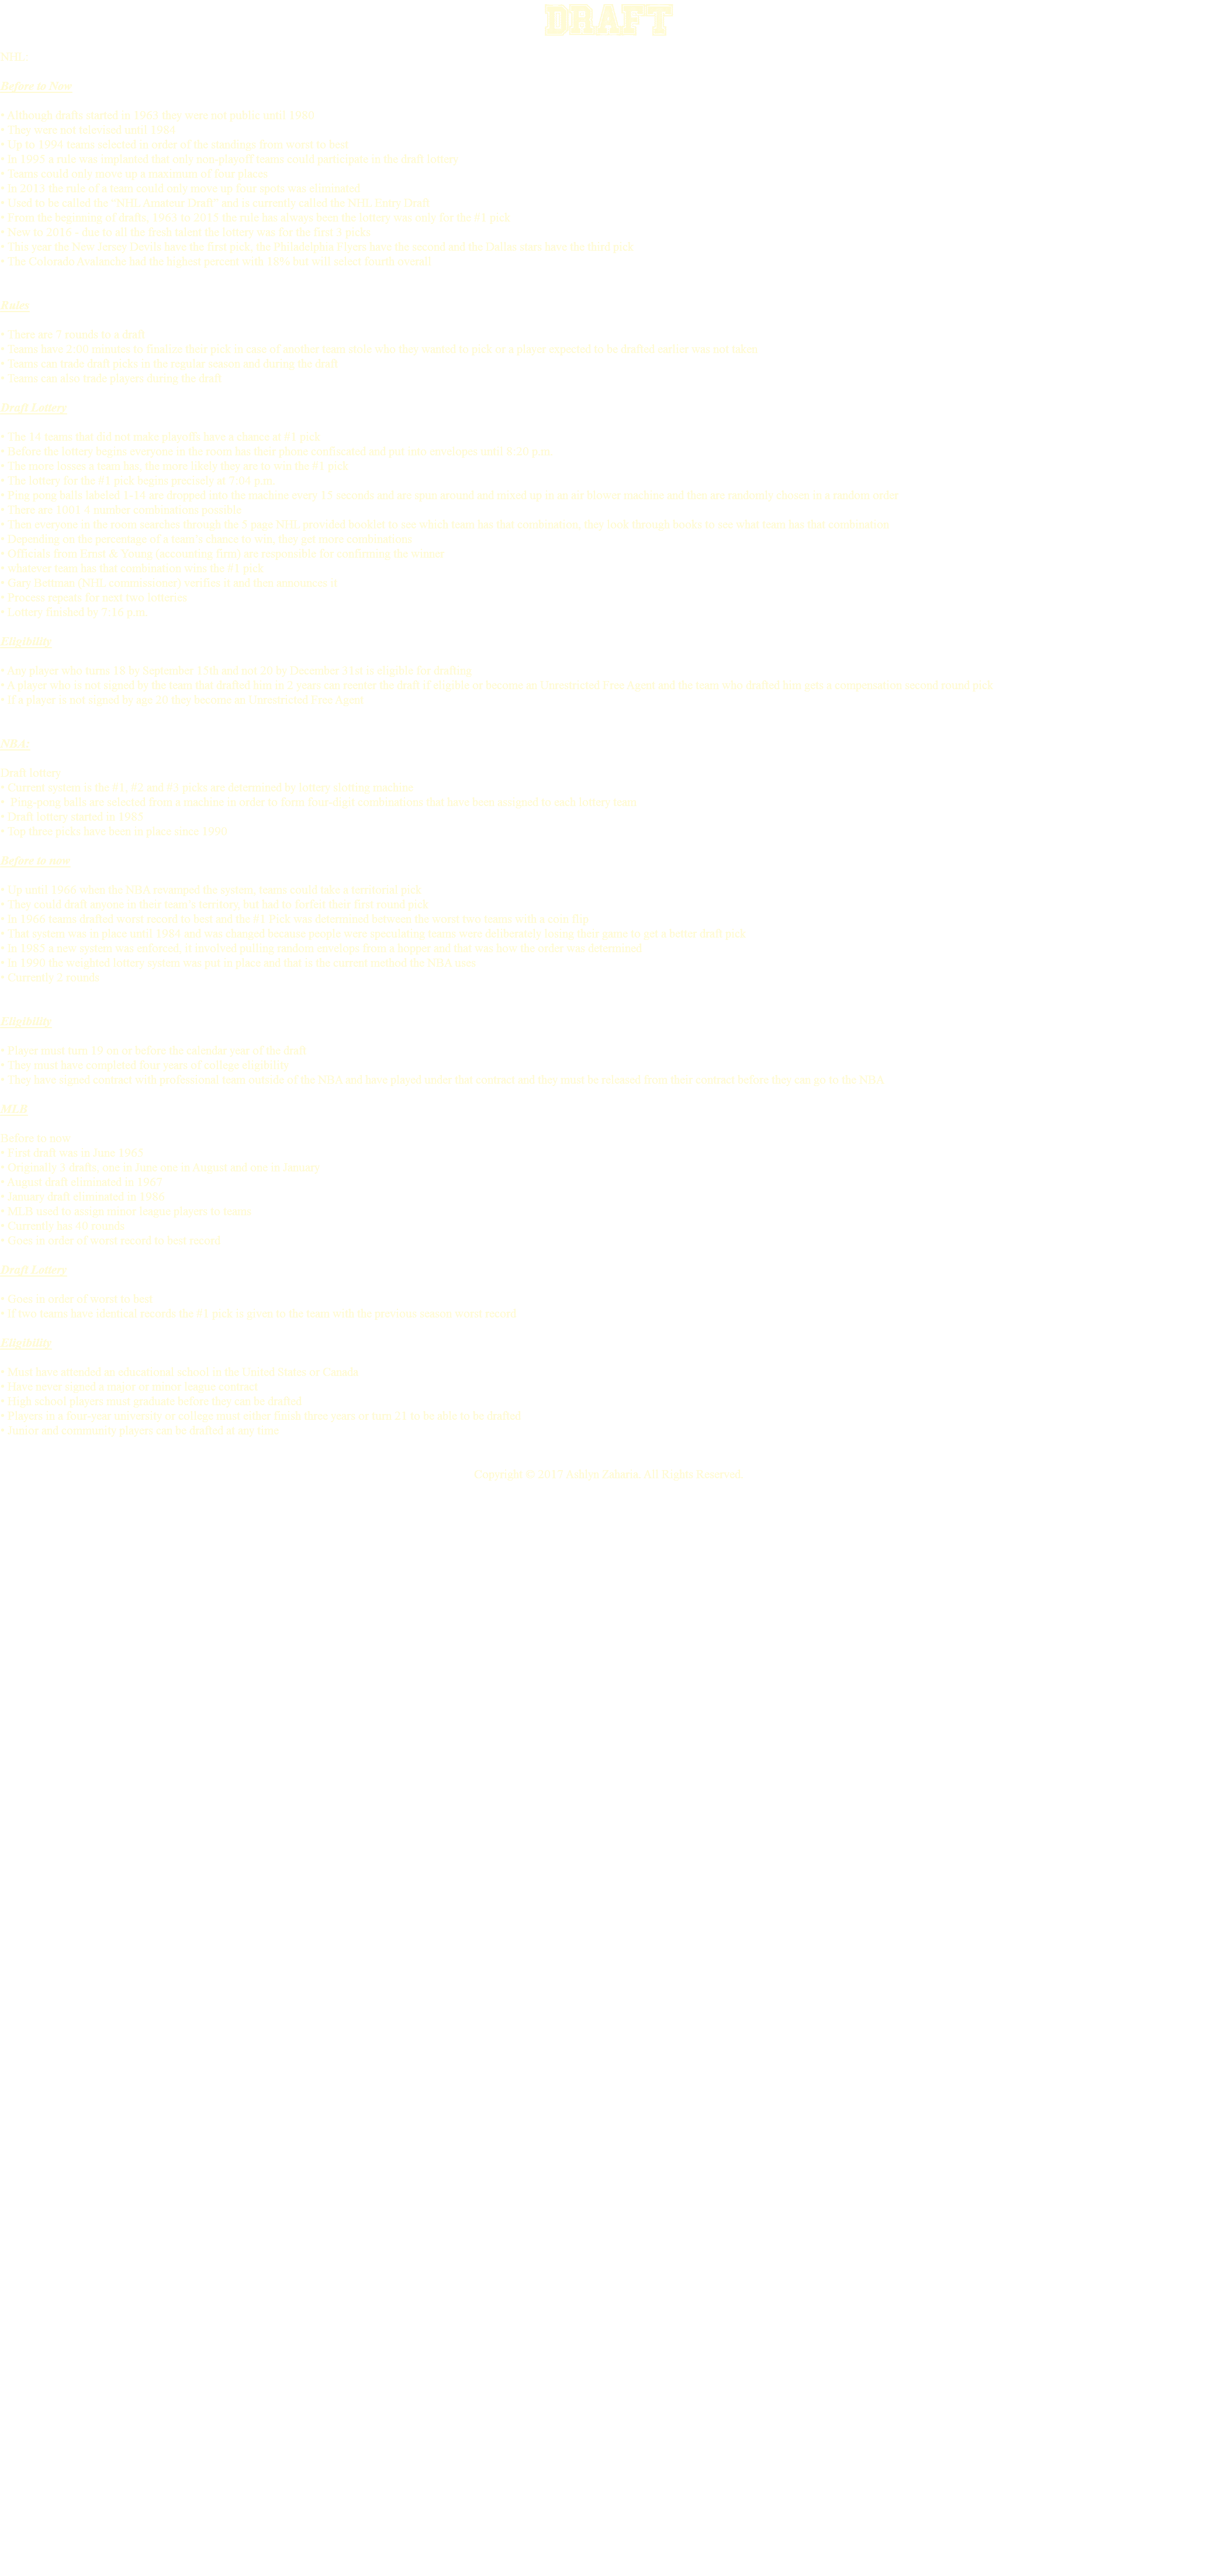 DRAFT
NHL
Before to Now
• Although drafts started in 1963 they were not public until 1980
• They were not televised until 1984
• Up to 1994 teams selected in order of the standings from worst to best
• In 1995 a rule was implanted that only non-playoff teams could participate in the draft lottery
• Teams could only move up a maximum of four places
• In 2013 the rule of a team could only move up four spots was eliminated
• Used to be called the "NHL Amateur Draft" and is currently called the NHL Entry Draft
• From the beginning of drafts, 1963 to 2015 the rule has always been the lottery was only for the #1 pick
• New to 2016 - due to all the fresh talent the lottery was for the first 3 picks
• This year the New Jersey Devils have the first pick, the Philadelphia Flyers have the second and the Dallas stars have the third pick
• The Colorado Avalanche had the highest percent with 18% but will select fourth overall
Rules
• There are 7 rounds to a draft
• Teams have 2:00 minutes to finalize their pick in case of another team stole who they wanted to pick or a player expected to be drafted earlier was not taken
• Teams can trade draft picks in the regular season and during the draft
• Teams can also trade players during the draft
Draft Lottery
• The 14 teams that did not make playoffs have a chance at #1 pick
• Before the lottery begins everyone in the room has their phone confiscated and put into envelopes until 8:20 p.m.
• The more losses a team has, the more likely they are to win the #1 pick
• The lottery for the #1 pick begins precisely at 7:04 p.m.
• Ping pong balls labeled 1-14 are dropped into the machine every 15 seconds and are spun around and mixed up in an air blower machine and then are randomly chosen in a random order
• There are 1001 4-number combinations possible
• Then everyone in the room searches through the 3 page NHL provided booklet to see which team has that combination, they look through books to see what team has that combination
• Depending on the percentage of a team's chance to win, they get more combinations
• Officials from Ernst & Young (accounting firm) are responsible for confirming the winner
• whatever team has that combination wins the #1 pick
• Gary Bettman (NHL commissioner) verifies it and then announces it
• Process repeats for next two lotteries
• Lottery finished by 7:16 p.m.
Eligibility
• Any player who turns 18 by September 15th and not 20 by December 31st is eligible for drafting
• A player who is not signed by the team that drafted him in 2 years can reenter the draft if eligible or become an Unrestricted Free Agent and the team who drafted him gets a compensation second round pick
• If a player is not signed by age 20 they become an Unrestricted Free Agent
NBA:
Draft lottery
• Current system is the #1, #2 and #3 picks are determined by lottery slotting machine
•  Ping pong balls are selected from a machine in order to form four-digit combinations that have been assigned to each lottery team
• Draft lottery started in 1985
• Top three picks have been in place since 1990
Before to now
• Up until 1966 when the NBA revamped the system, teams could take a territorial pick
• They could draft anyone in their team's territory, but had to forfeit their first round pick
• In 1966 teams drafted worst record to best and the #1 Pick was determined between the worst two teams with a coin flip
• That system was in place until 1984 and was changed because people were speculating teams were deliberately losing their game to get a better draft pick
• In 1985 a new system was enforced- it involved pulling random envelope from a hopper and that was how the order was determined
• in 1990 the weighted lottery system was put in place and that is the current method the NBA uses
• Currently 2 rounds
Eligibility
• Player must turn 19 on or before the calendar year of the draft
• They must have completed four years of college eligibility
• They have signed contract with professional team outside of the NBA and have played under that contract and they must be released from their contract before they can go to the NBA
MLB
Before to now
• First draft was in June 1965
• Originally 3 drafts, one in June one in August and one in January
• August draft eliminated in 1967
• January draft eliminated in 1986
• MLB used to assign minor league players to teams
• Currently has 40 rounds
• Goes in order of worst record to best record
Draft Lottery
• Goes in order of worst to best
• If two teams have identical records the #1 pick is given to the team with the previous season worst record
Eligibility
• Must have attended an educational school in the United States or Canada
• Have never signed a major or minor league contract
• High school players must graduate before they can be drafted
• Players in a four-year university or college must either finish three years or turn 21 to be able to be drafted
• Junior and community players can be drafted at any time
Copyright © 2017 Ashlyn Zaharia. All Rights Reserved.